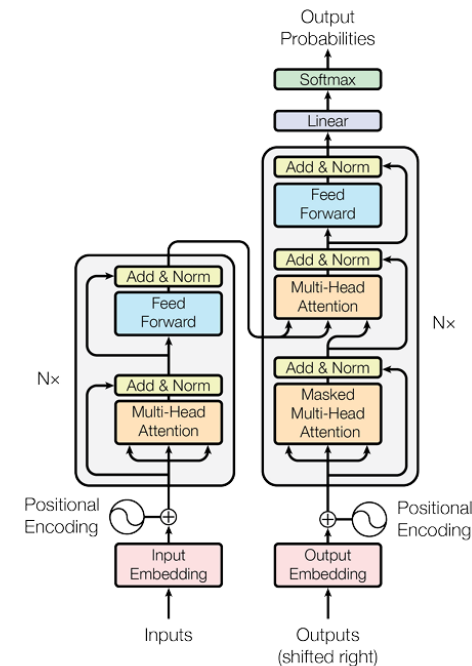 Output
Probabilities
Softmax
Linear
Add & Norm
Feed
Forward
Add & Norm
Multi-Head
Attention
Add & Norm
Masked
Multi-Head
Attention
Nx
Add & Norm
Feed
Forward
Add & Norm
Multi-Head
Attention
Nx
Positional
Encoding
Input
Embedding
Inputs
Positional
Encoding
Output
Embedding
Outputs
(shifted right)